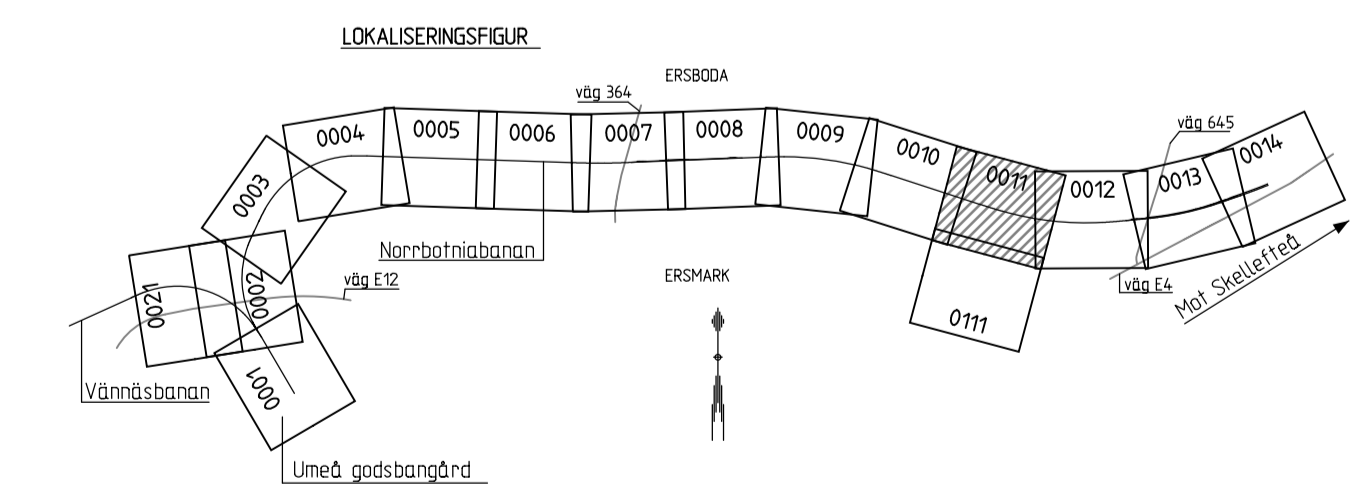 LOKALISERINGSFIGUR
ERSBODA
väg 364
väg 645
0004
0005
0006
0007
0008
0009
0010
0011
0012
0013
0014
0003
Norrbotniabanan
ERSMARK
väg E12
väg E4
Mot Skellefteå
0021
0002
0111
Vännäsbanan
0001
Umeå godsbangård